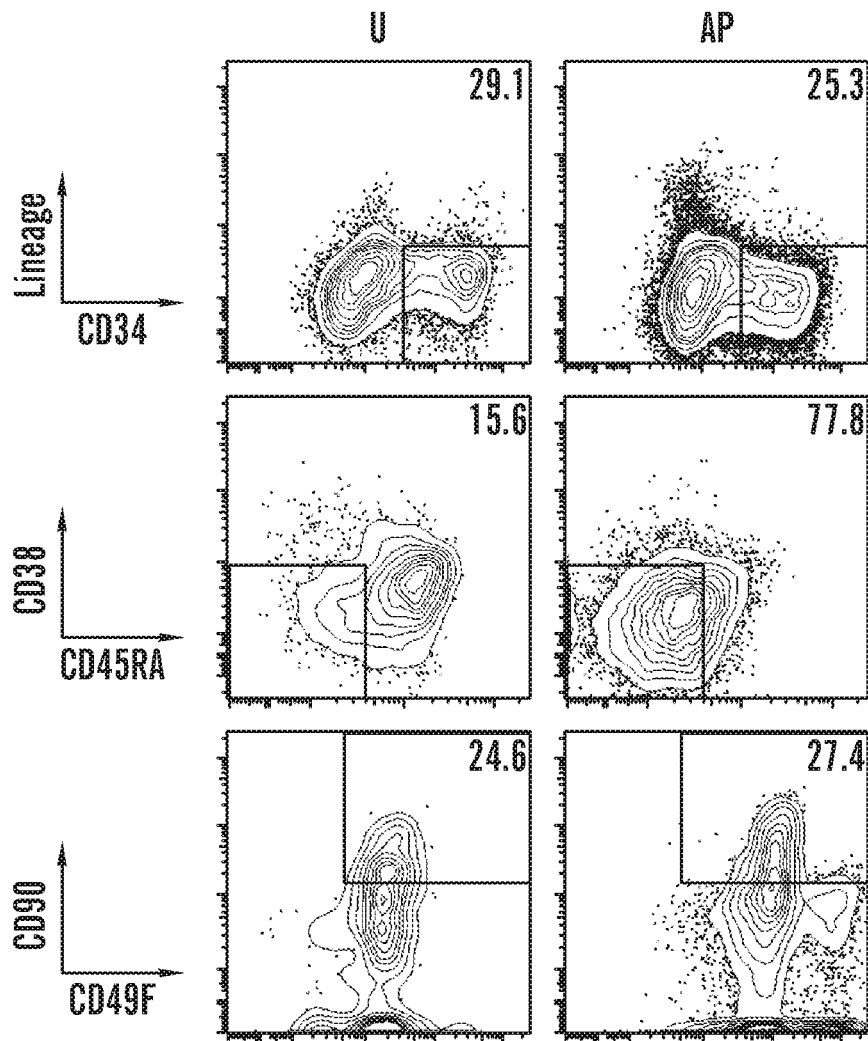 U AP
29.1 25.3
Lineage
CD34
15.6 77.8
CD38
CD45RA
24.6 27.4
CD90
CD49F